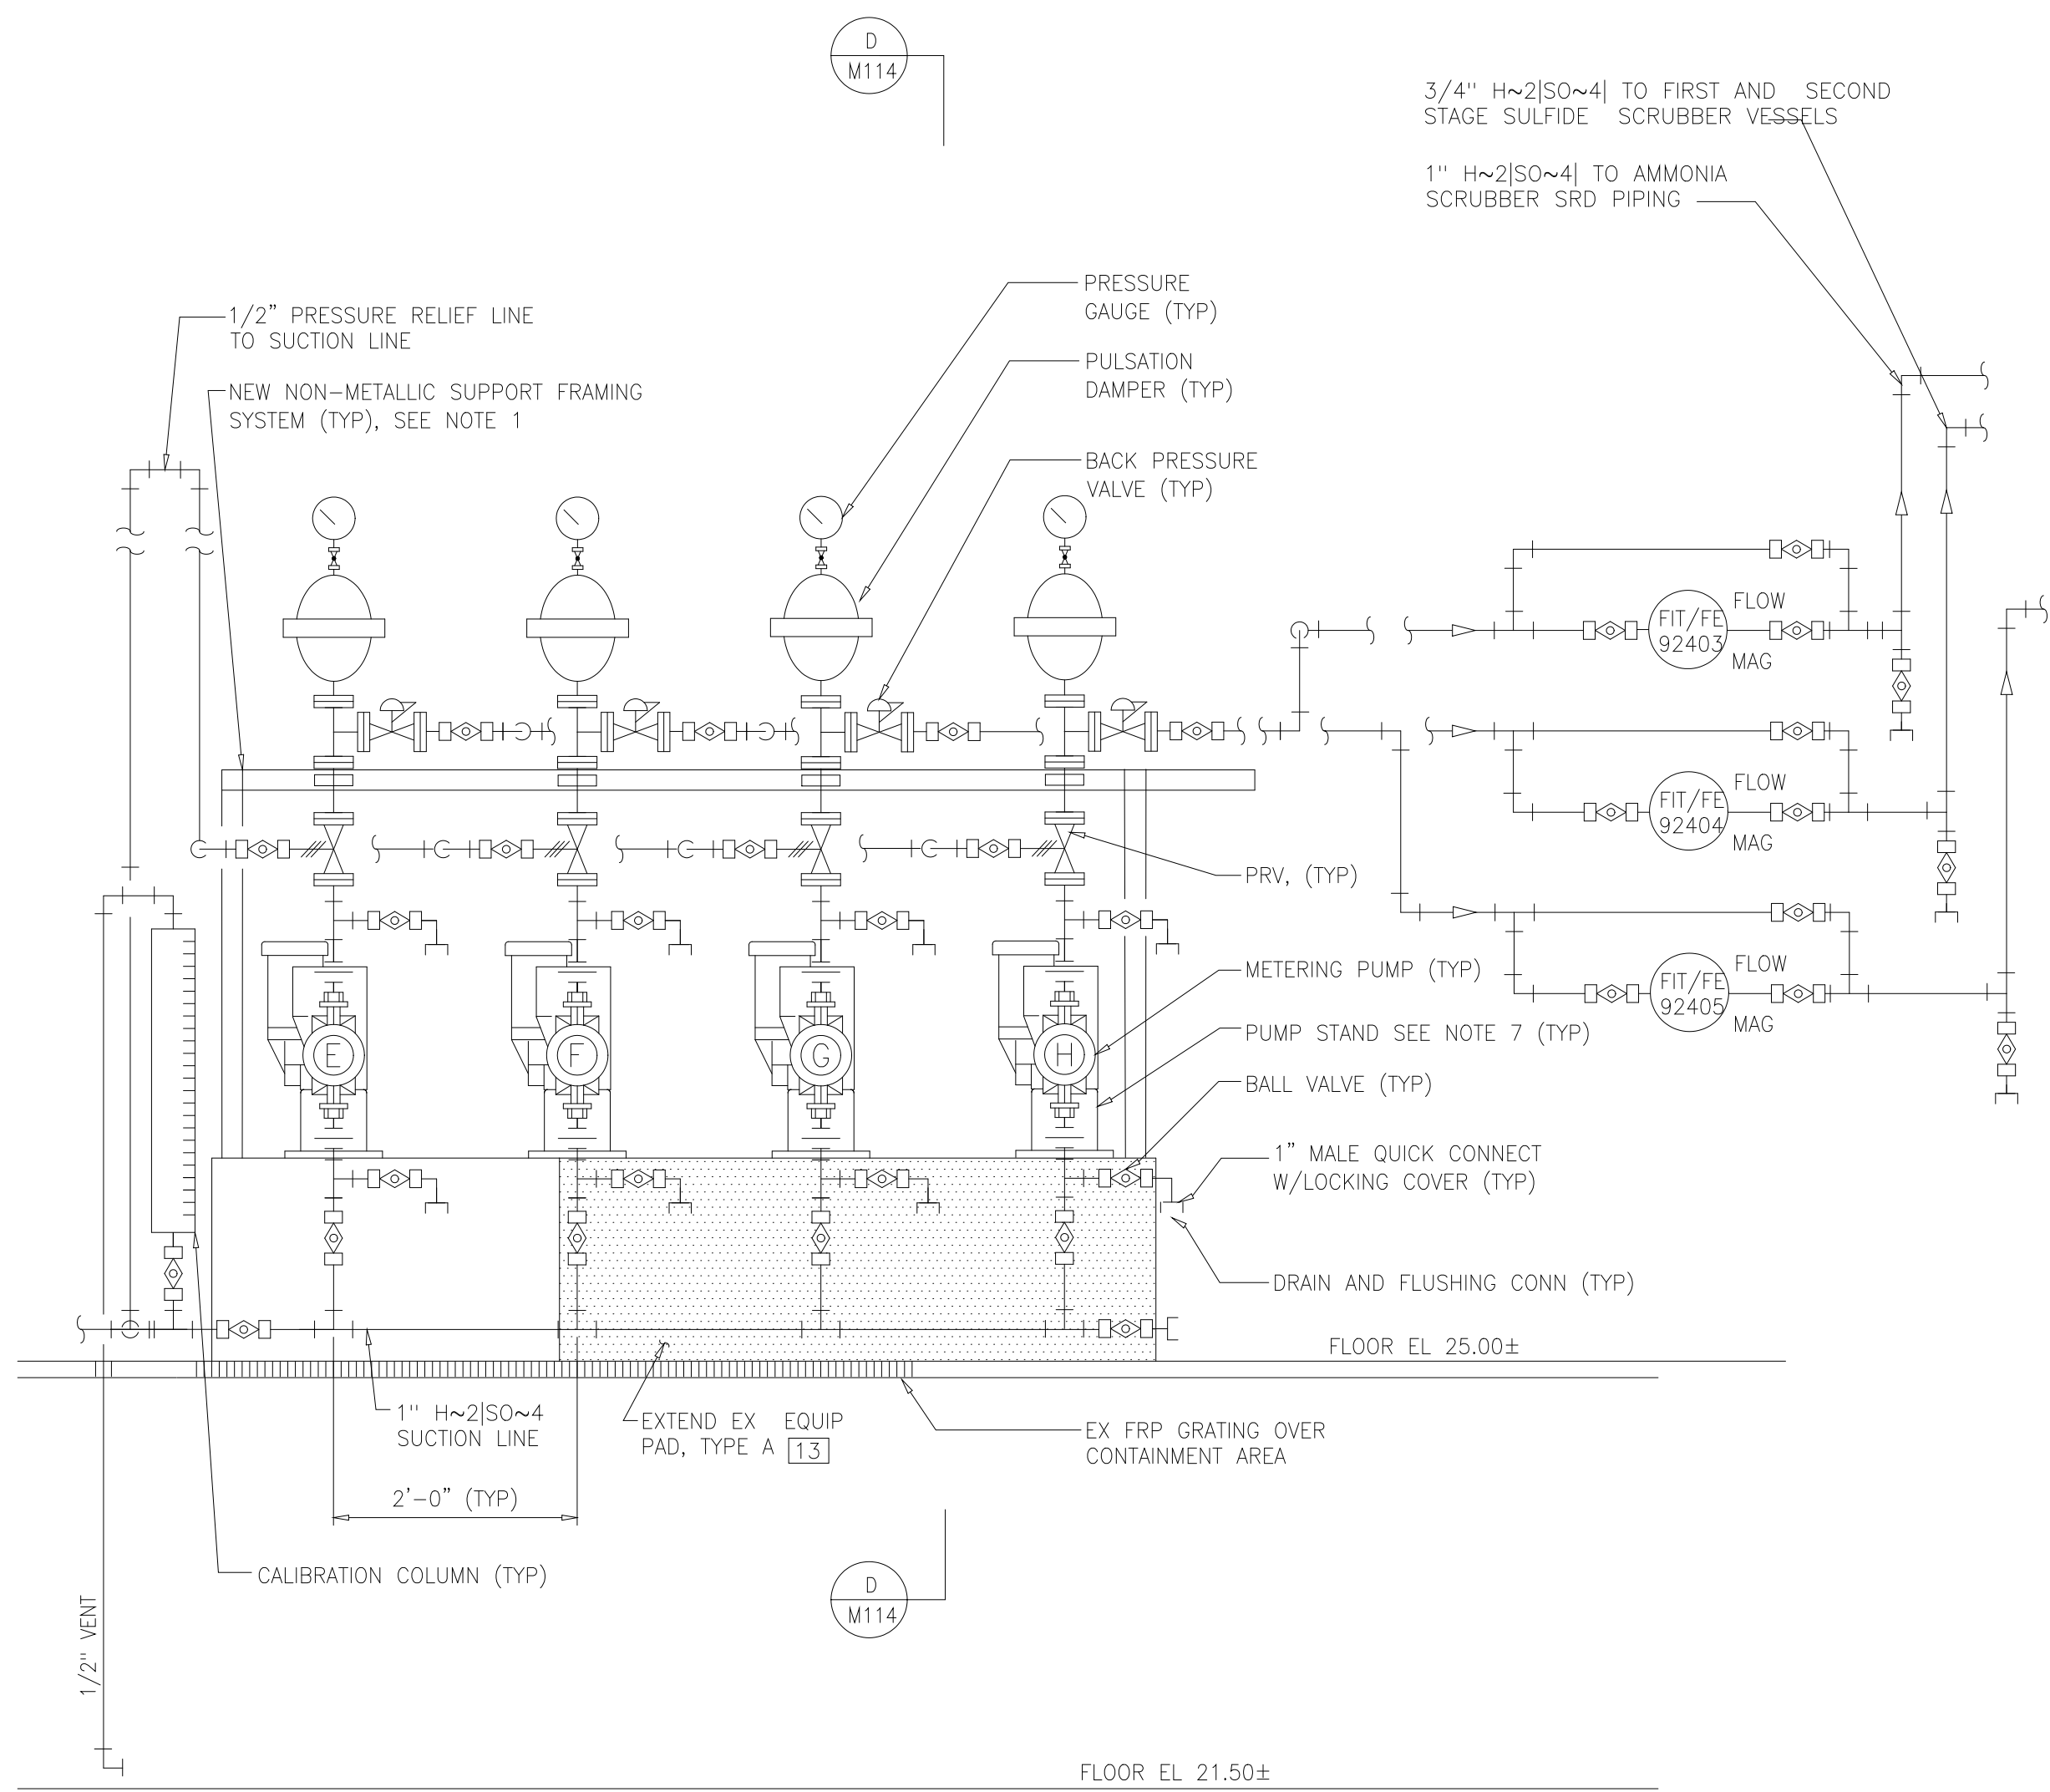 D
M114
3/4" H~2|SO~4| TO FIRST AND SECOND
STAGE SULFIDE SCRUBBER VESSELS
1" H~2|SO~4| TO AMMONIA
SCRUBBER SRD PIPING
PRESSURE
GAUGE (TYP)
1/2" PRESSURE RELIEF LINE
TO SUCTION LINE
PULSATION
DAMPER (TYP)
NEW NON-METALLIC SUPPORT FRAMING
SYSTEM (TYP), SEE NOTE 1
BACK PRESSURE
VALVE (TYP)
FIT/FE
92403
FLOW
MAG
FIT/FE
92404
FLOW
MAG
PRV, (TYP)
METERING PUMP (TYP)
FIT/FE
92405
FLOW
MAG
PUMP STAND SEE NOTE 7 (TYP)
E
F
G
H
BALL VALVE (TYP)
1" MALE QUICK CONNECT
W/LOCKING COVER (TYP)
DRAIN AND FLUSHING CONN (TYP)
FLOOR EL 25.00±
1" H~2|SO~4
SUCTION LINE
EXTEND EX EQUIP
PAD, TYPE A 13
EX FRP GRATING OVER
CONTAINMENT AREA
2'-0" (TYP)
CALIBRATION COLUMN (TYP)
D
M114
1/2" VENT
FLOOR EL 21.50±